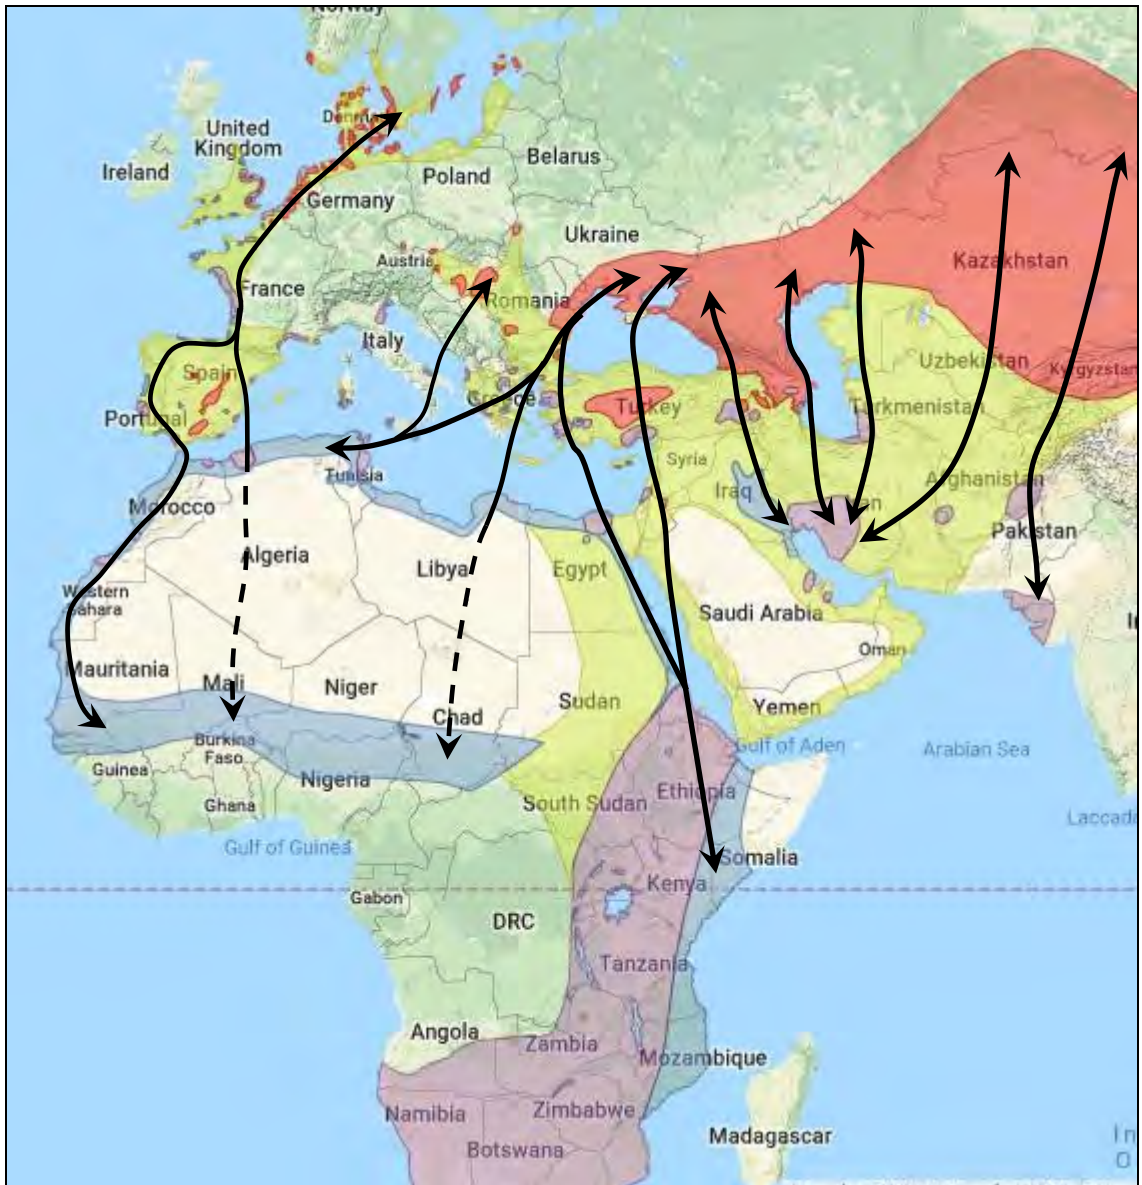 Norway
Denma
United
Kingdom
Ireland
Belarus
Poland
Germany
Ukraine
Austria
Kazakhstan
France
Romania
Italy
Uzbekistan
Kyrgyzstan
Spain
Portugal
Greece
Turkey
Turkmenistan
Syria
Tunisia
Iraq
Afghanistan
Iran
Morocco
Pakistan
Algeria
Libya
Egypt
Western
Sahara
Saudi Arabia
Oman
Mauritania
Mali
Niger
Chad
Sudan
Yemen
Burkina
Faso
Gulf of Aden
Arabian Sea
Guinea
Nigeria
Ghana
South Sudan
Ethiopia
Laccad
Gulf of Guinea
Somalia
Kenya
Gabon
DRC
Tanzania
Angola
Zambia
Mozambique
Namibia
Zimbabwe
Botswana
Madagascar
In
O